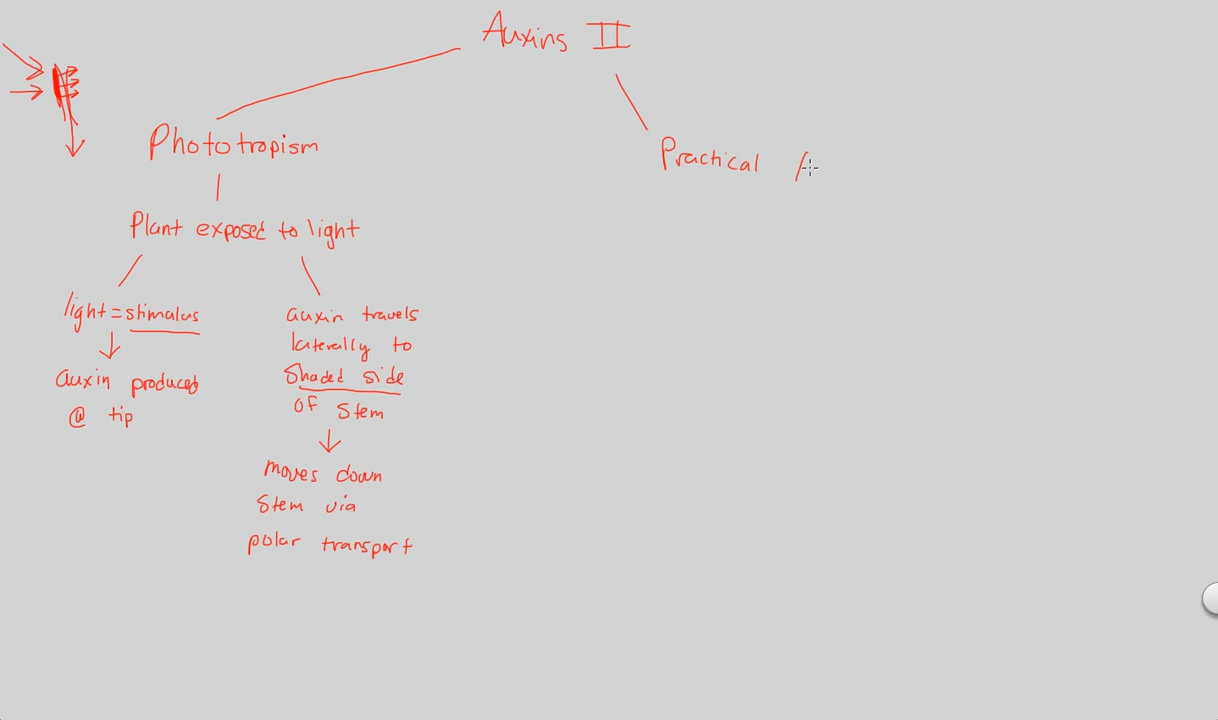 Auxins II
Phototropism
Plant exposed to light
light = stimulus
auxin produced
@ tip
auxin travels
laterally to
shaded side
of stem
moves down
stem via
polar transport
Practical